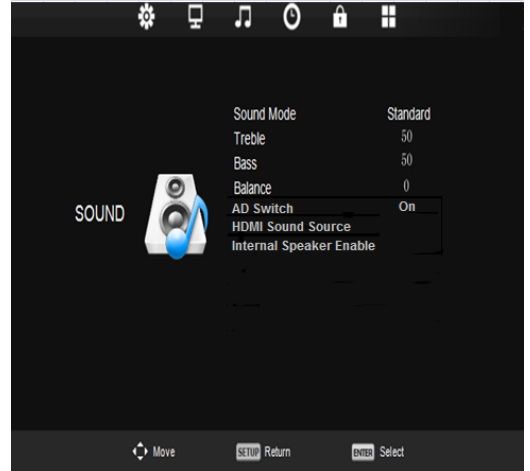 Sound Mode Standard
Treble 50
Bass 50
Balance 0
SOUND
AD Switch On
HDMI Sound Source
Internal Speaker Enable
Move SETUP Return ENTER Select